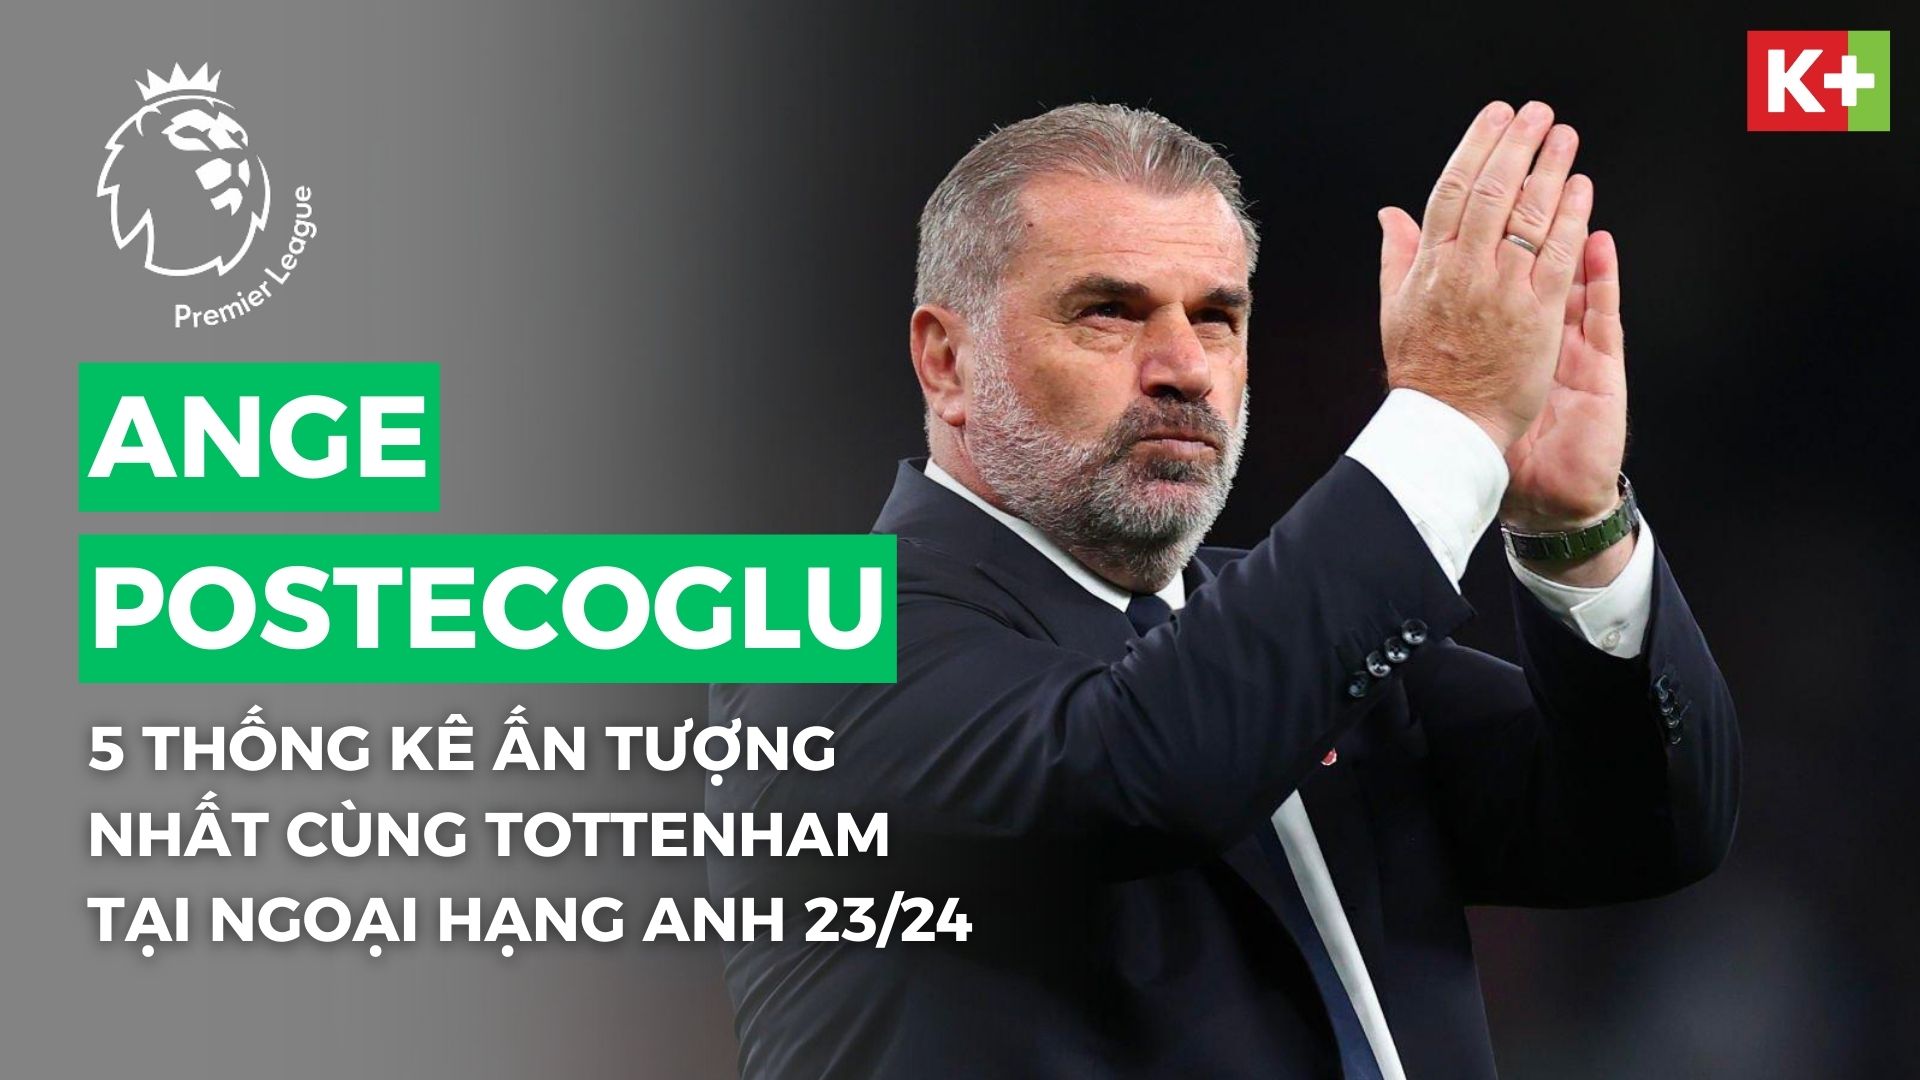 K+
Premier League
ANGE
POSTECOGLU
5 THỐNG KÊ ẤN TƯỢNG
NHẤT CÙNG TOTTENHAM
TẠI NGOẠI HẠNG ANH 23/24